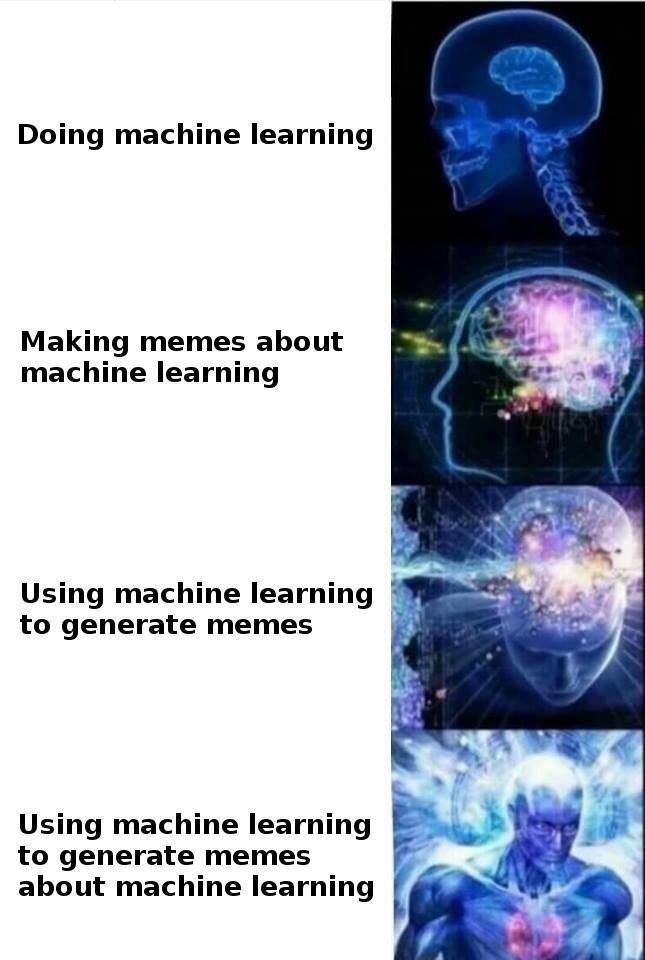 Doing machine learning
Making memes about
machine learning
Using machine learning
to generate memes
Using machine learning
to generate memes
about machine learning